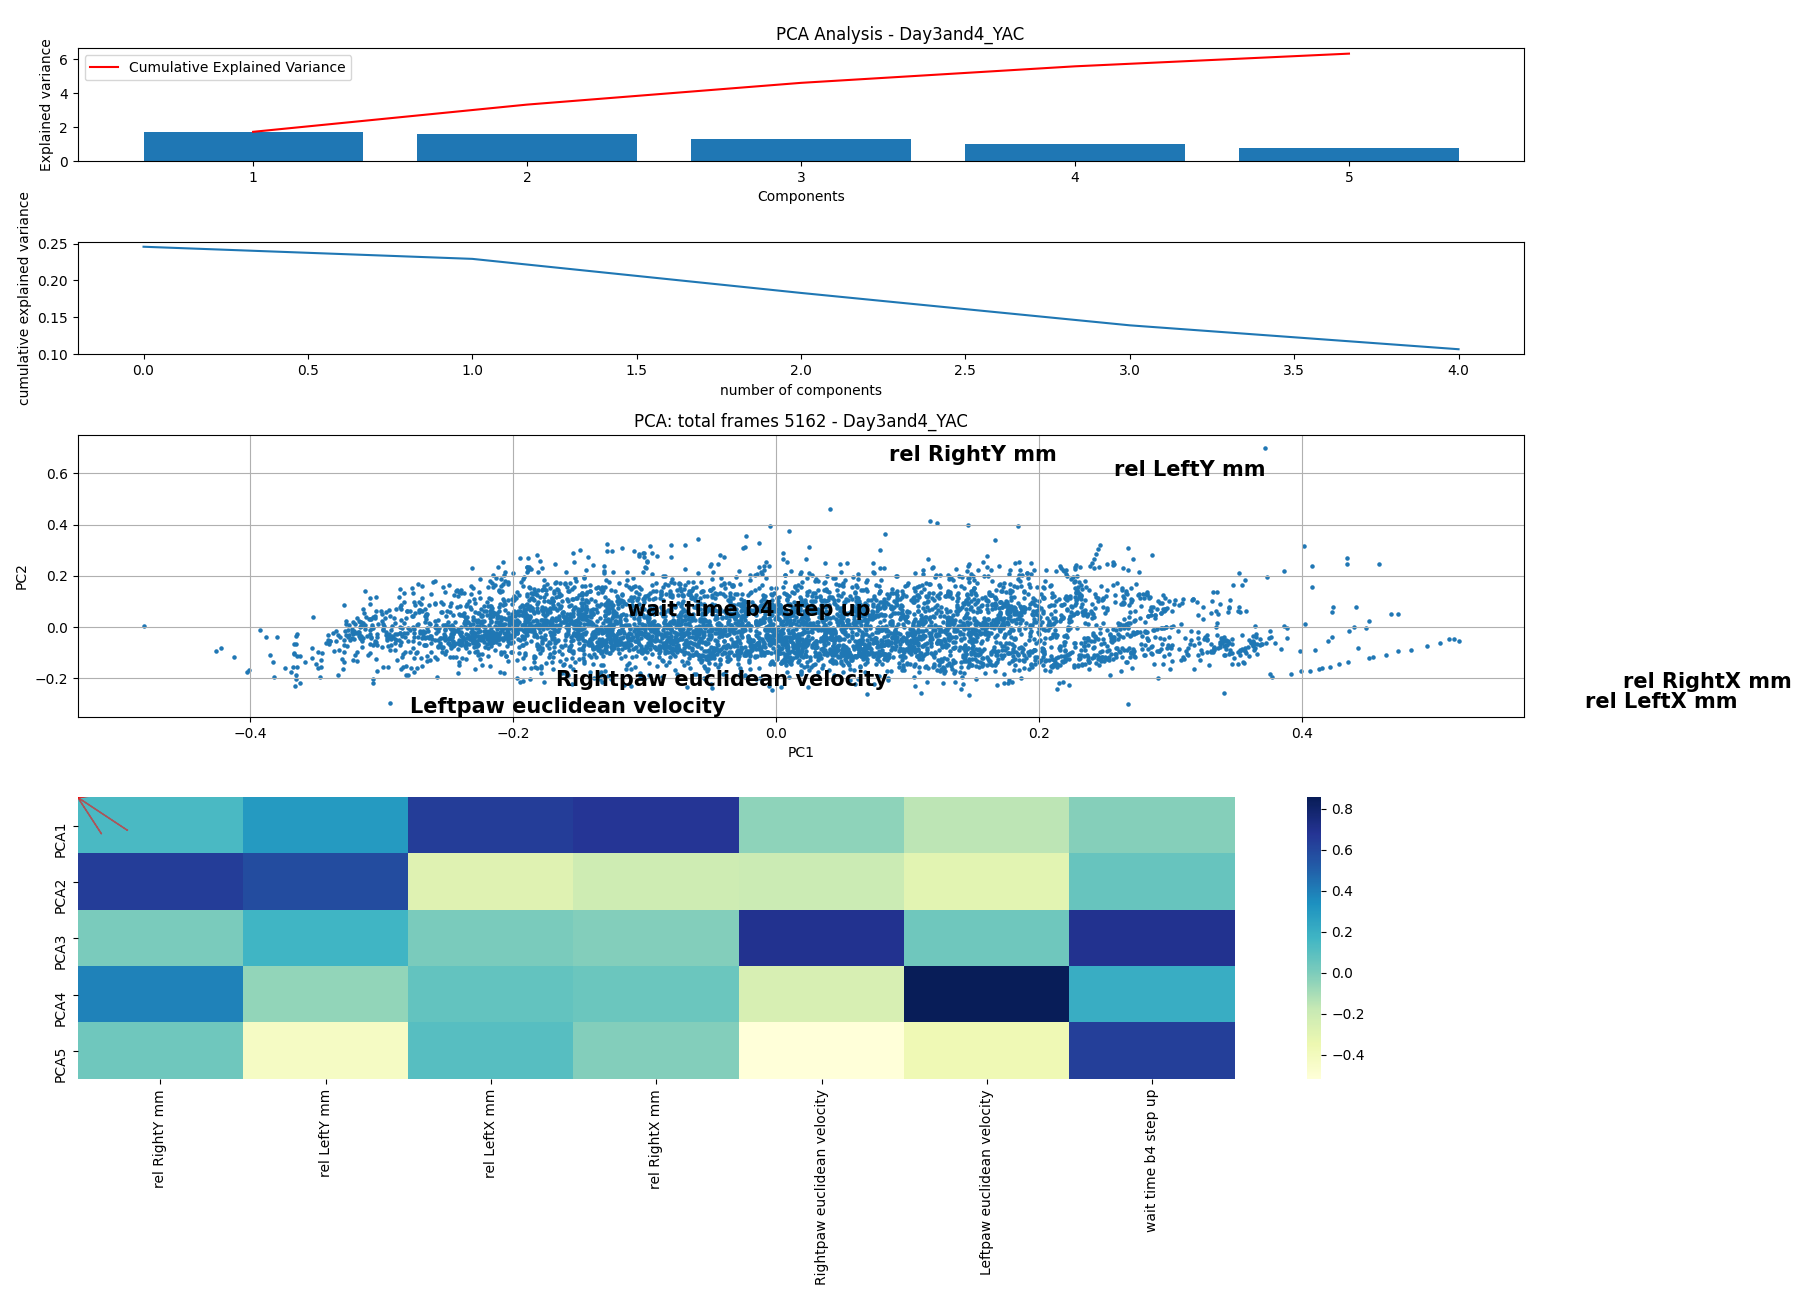 PCA Analysis - Day3and4_YAC
Explained variance
6
4
2
0
Cumulative Explained Variance
1 2 3 4 5
Components
cumulative explained variance
0.25
0.20
0.15
0.10
0.0 0.5 1.0 1.5 2.0 2.5 3.0 3.5 4.0
number of components
PCA: total frames 5162 - Day3and4_YAC
PC2
0.6
0.4
0.2
0.0
−0.2
rel RightY mm
rel LeftY mm
wait time b4 step up
Rightpaw euclidean velocity
Leftpaw euclidean velocity
rel RightX mm
rel LeftX mm
−0.4 −0.2 0.0 0.2 0.4
PC1
PCA1
PCA2
PCA3
PCA4
PCA5
rel RightY mm
rel LeftY mm
rel LeftX mm
rel RightX mm
Rightpaw euclidean velocity
Leftpaw euclidean velocity
wait time b4 step up
0.8
0.6
0.4
0.2
0.0
−0.2
−0.4